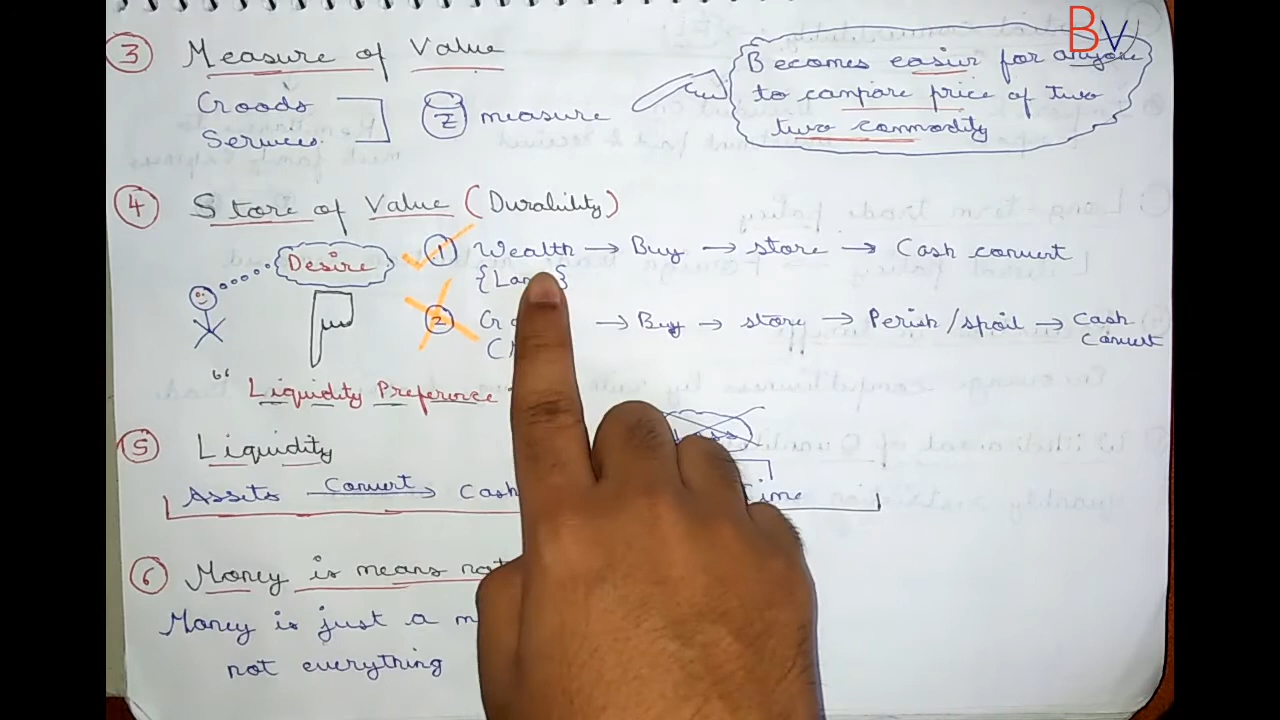 BV
3 Measure of Value
Goods
Services
Z measure
Becomes easier for anyone
to compare price of two
two commodity
4 Store of Value (Durability)
Desire
1 Wealth → Buy → store → Cash convert
2 → Buy → store → Perish/spoil → Cash
convert
"Liquidity Preference
5 Liquidity
Assets Convert Cash
6 Money is means not
Money is just a
not everything